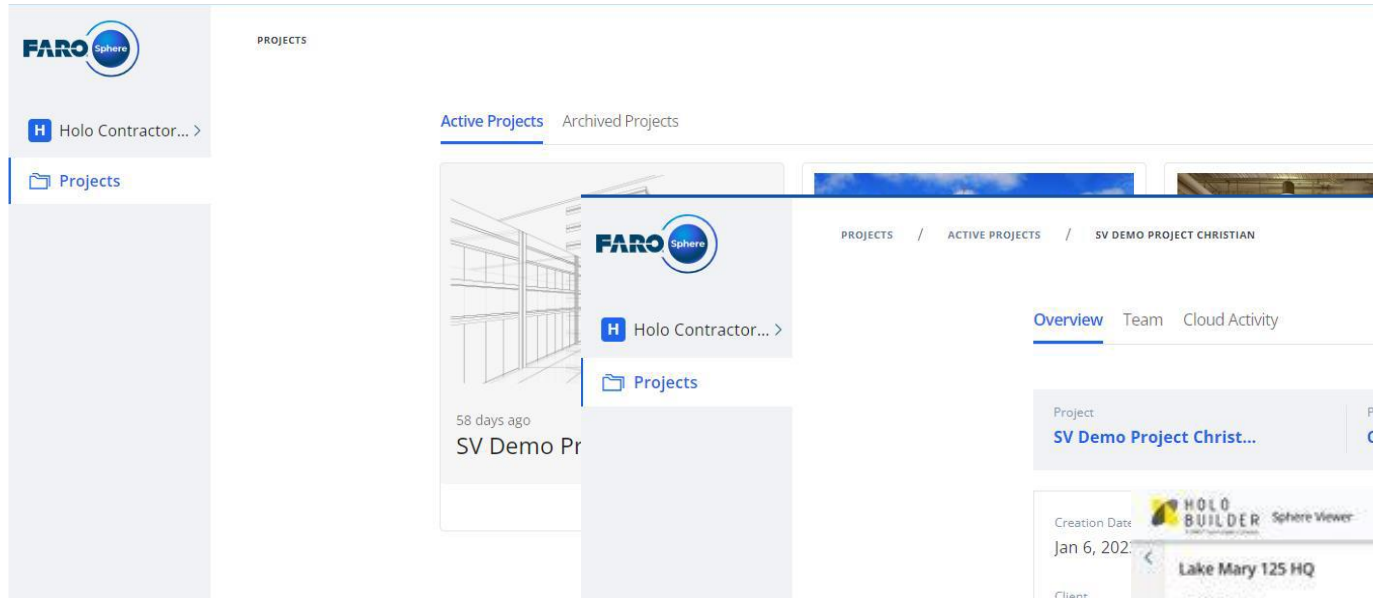 FARO Sphere
PROJECTS
H Holo Contractor...
Projects
Active Projects Archived Projects
58 days ago
SV Demo Pr
FARO Sphere
PROJECTS / ACTIVE PROJECTS / SV DEMO PROJECT CHRISTIAN
H Holo Contractor...
Projects
Overview Team Cloud Activity
Project
SV Demo Project Christ...
Creation Date
Jan 6, 202
Client
HOLO
BUILDER Sphere Viewer
Lake Mary 125 HQ